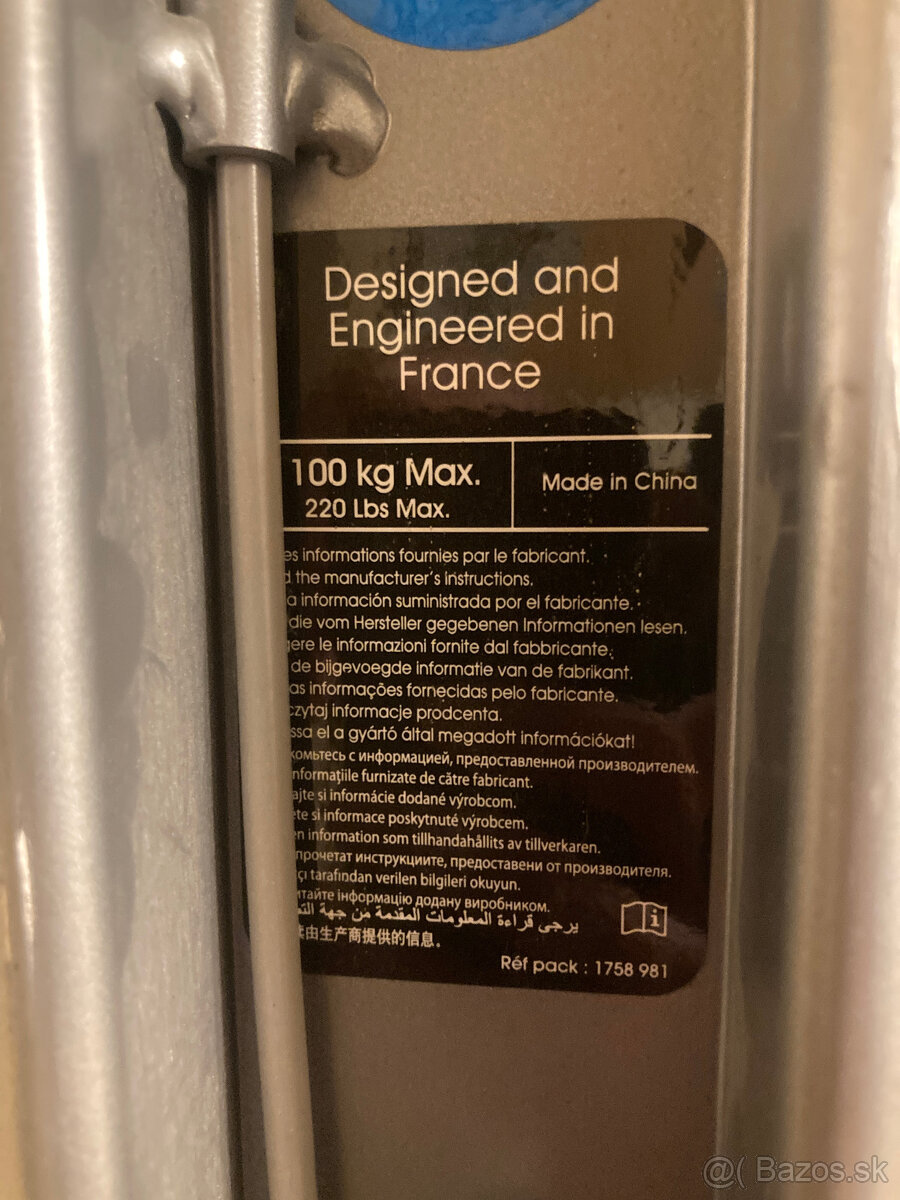 Designed and
Engineered in
France
100 kg Max.
220 Lbs Max.
Made in China
es informations fournies par le fabricant.
d the manufacturer's instructions.
a información suministrada por el fabricante.
die vom Hersteller gegebenen Informationen lesen.
gere le informazioni fornite dal fabbricante.
de bijgevoegde informatie van de fabrikant.
as informações fornecidas pelo fabricante.
czytaj informacje prodcenta.
ssa el a gyártó által megadott információkat!
комьтесь с информацией, предоставленной производителем.
nformațiile furnizate de către fabricant.
ajte si informácie dodané výrobcom.
te si informace poskytnuté výrobcem.
en information som tillhandahållits av tillverkaren.
прочетат инструкциите, предоставени от производителя.
çı tarafından verilen bilgileri okuyun.
итайте інформацію додану виробником.
يرجى قراءة المعلومات المقدمة من جهة
由生产商提供的信息。
Réf pack : 1758 981
@( Bazos.sk